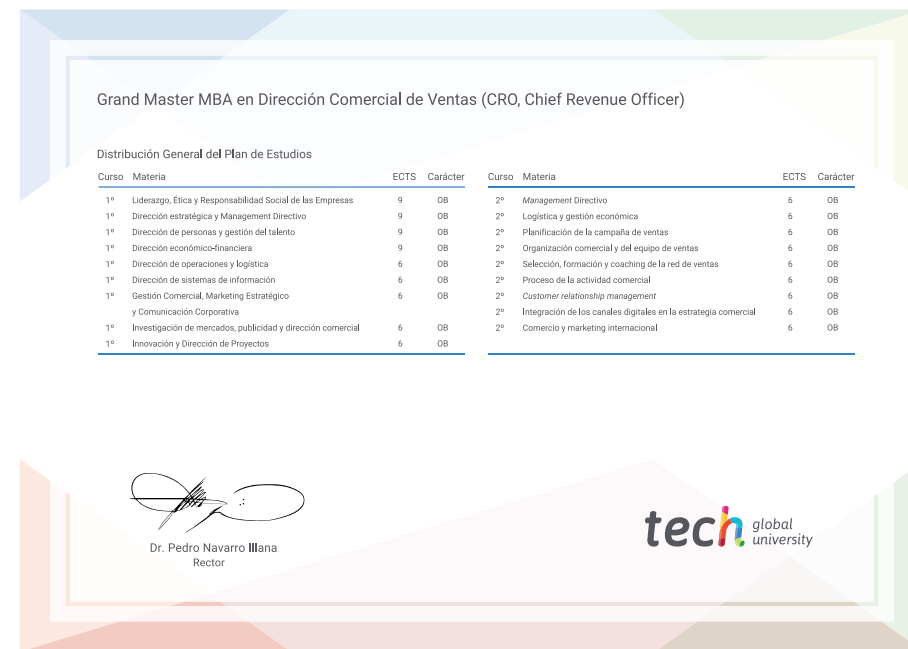 Grand Master MBA en Dirección Comercial de Ventas (CRO, Chief Revenue Officer)
Distribución General del Plan de Estudios
Curso Materia ECTS Carácter
1º Liderazgo, Ética y Responsabilidad Social de las Empresas 9 OB
1º Dirección estratégica y Management Directivo 9 OB
1º Dirección de personas y gestión del talento 9 OB
1º Dirección económico-financiera 9 OB
1º Dirección de operaciones y logística 6 OB
1º Dirección de sistemas de información 6 OB
1º Gestión Comercial, Marketing Estratégico 6 OB
y Comunicación Corporativa
1º Investigación de mercados, publicidad y dirección comercial 6 OB
1º Innovación y Dirección de Proyectos 6 OB
Curso Materia ECTS Carácter
2º Management Directivo 6 OB
2º Logística y gestión económica 6 OB
2º Planificación de la campaña de ventas 6 OB
2º Organización comercial y del equipo de ventas 6 OB
2º Selección, formación y coaching de la red de ventas 6 OB
2º Proceso de la actividad comercial 6 OB
2º Customer relationship management 6 OB
2º Integración de los canales digitales en la estrategia comercial 6 OB
2º Comercio y marketing internacional 6 OB
Dr. Pedro Navarro Illana
Rector
tech global
university